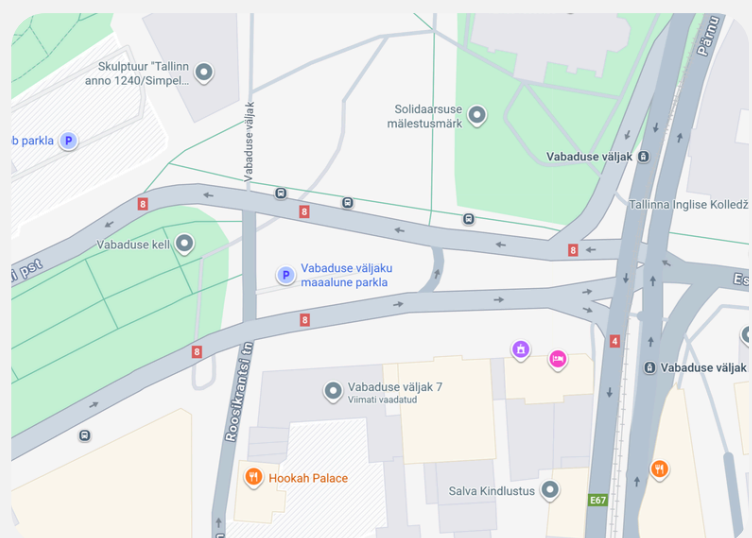 Pärnu
Skulptuur "Tallinn
anno 1240/Simpel...
Solidaarsuse
mälestusmärk
b parkla
P
Vabaduse väljak
Vabaduse väljak
Tallinna Inglise Kolledž
8
8
Vabaduse kell
8
i pst
P
Vabaduse väljaku
maaalune parkla
Es
8
4
8
Vabaduse väljak
Roosikrantsi tn
Vabaduse väljak 7
Viimati vaadatud
Hookah Palace
Salva Kindlustus
E67